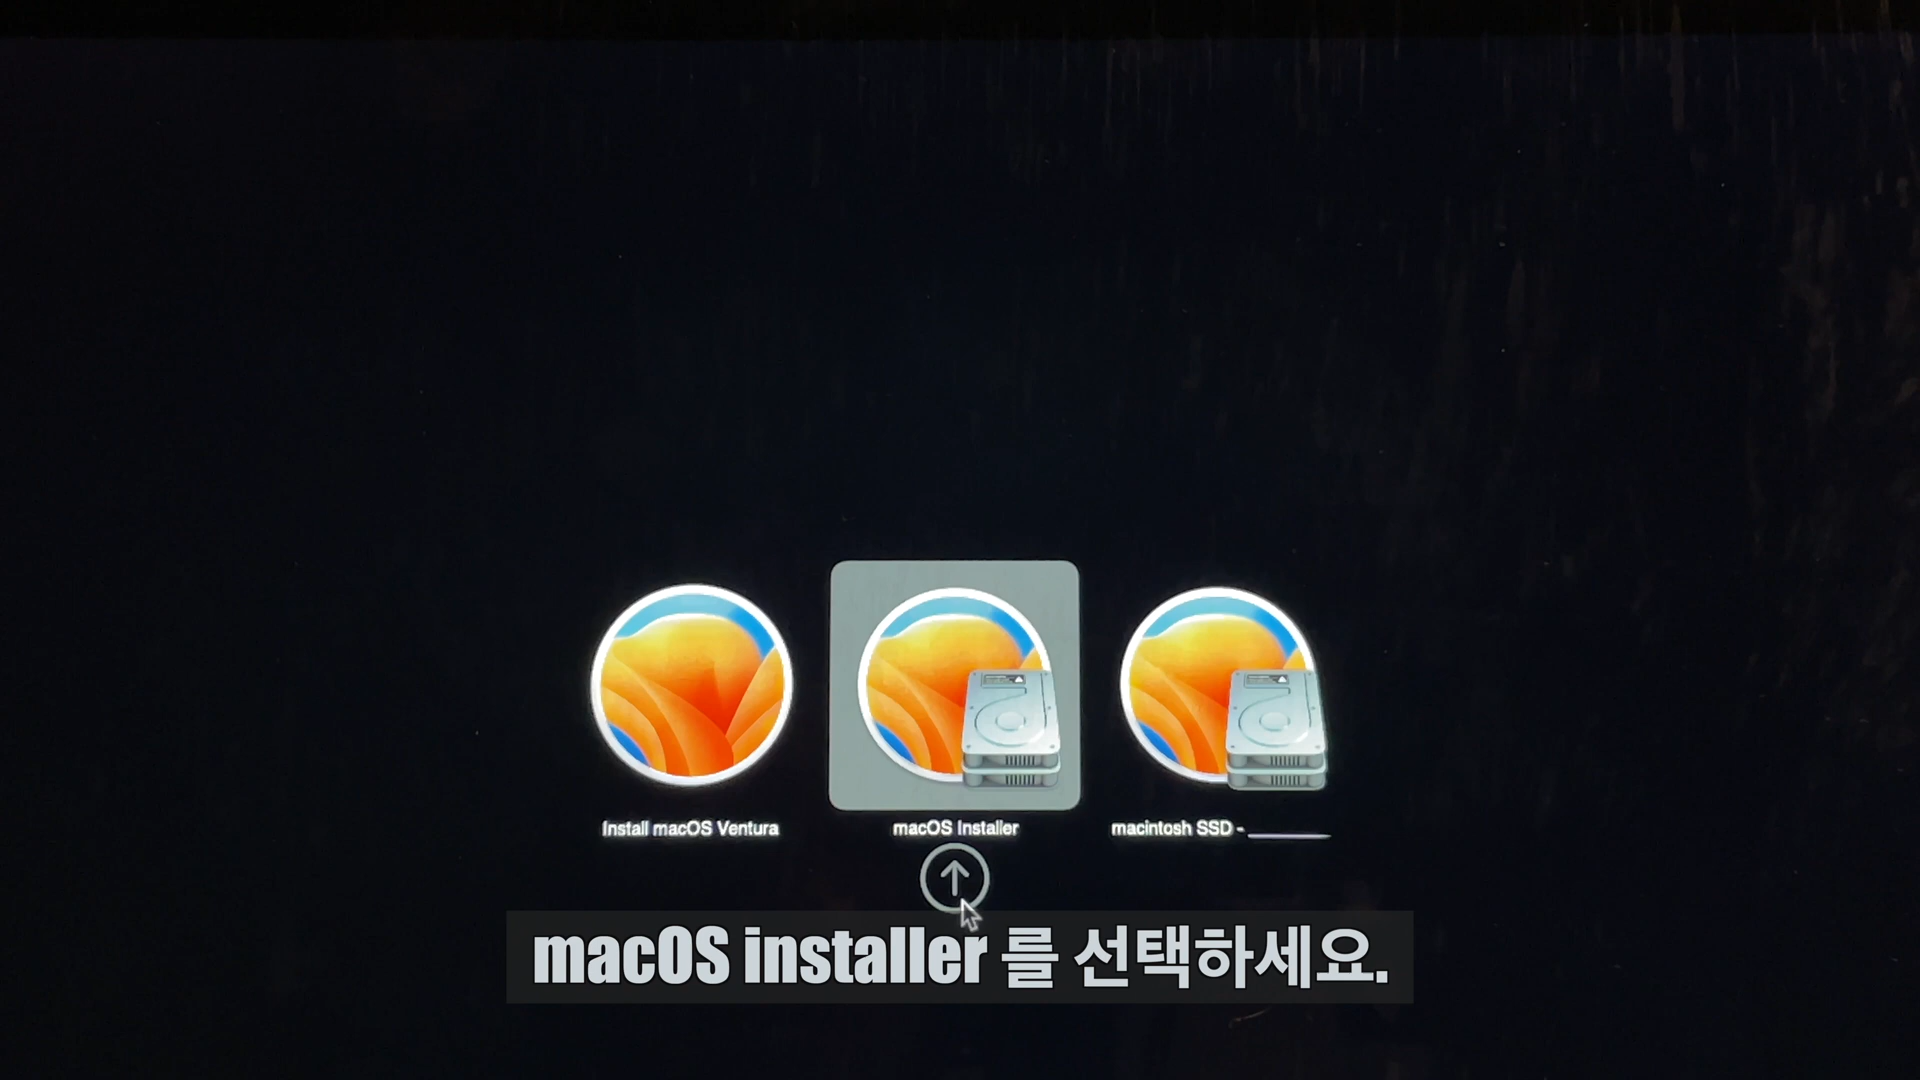 Install macOS Ventura
macOS Installer
macintosh SSD -
macOS installer 를 선택하세요.